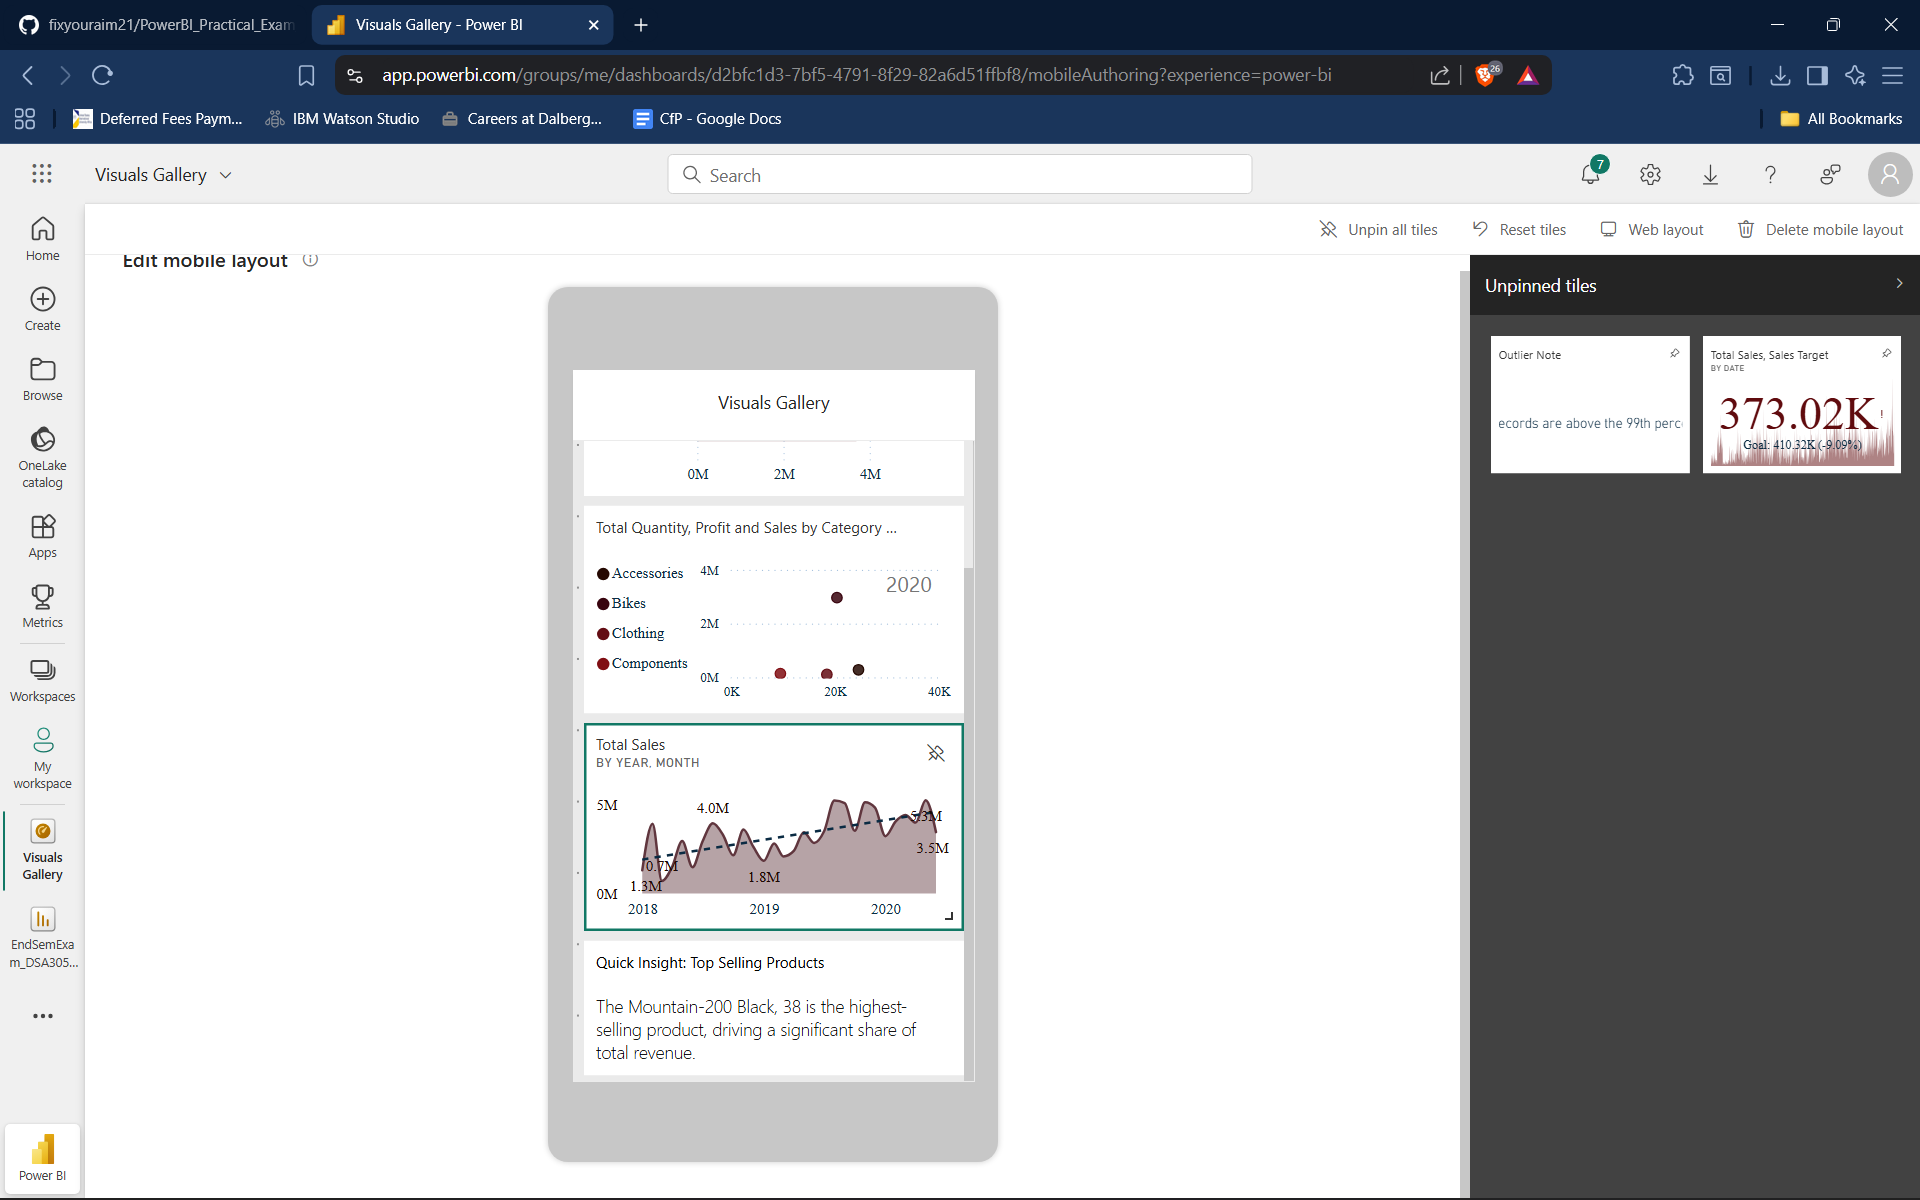 fixyouraim21/PowerBI_Practical_Exam
Visuals Gallery - Power BI
app.powerbi.com/groups/me/dashboards/d2bfc1d3-7bf5-4791-8f29-82a6d51ffbf8/mobileAuthoring?experience=power-bi
26
Deferred Fees Paym...
IBM Watson Studio
Careers at Dalberg...
CfP - Google Docs
All Bookmarks
Visuals Gallery
Search
7
Unpin all tiles
Reset tiles
Web layout
Delete mobile layout
Home
Create
Browse
OneLake
catalog
Apps
Metrics
Workspaces
My
workspace
Visuals
Gallery
EndSemExa
m_DSA305...
Power BI
Edit mobile layout
Visuals Gallery
0M
2M
4M
Total Quantity, Profit and Sales by Category ...
Accessories
Bikes
Clothing
Components
4M
2M
0M
2020
0K
20K
40K
Total Sales
BY YEAR, MONTH
5M
0M
4.0M
0.7M
1.3M
1.8M
5.3M
3.5M
2018
2019
2020
Quick Insight: Top Selling Products
The Mountain-200 Black, 38 is the highest-
selling product, driving a significant share of
total revenue.
Unpinned tiles
Outlier Note
ecords are above the 99th perc
Total Sales, Sales Target
BY DATE
373.02K!
Goal: 410.32K (-9.09%)